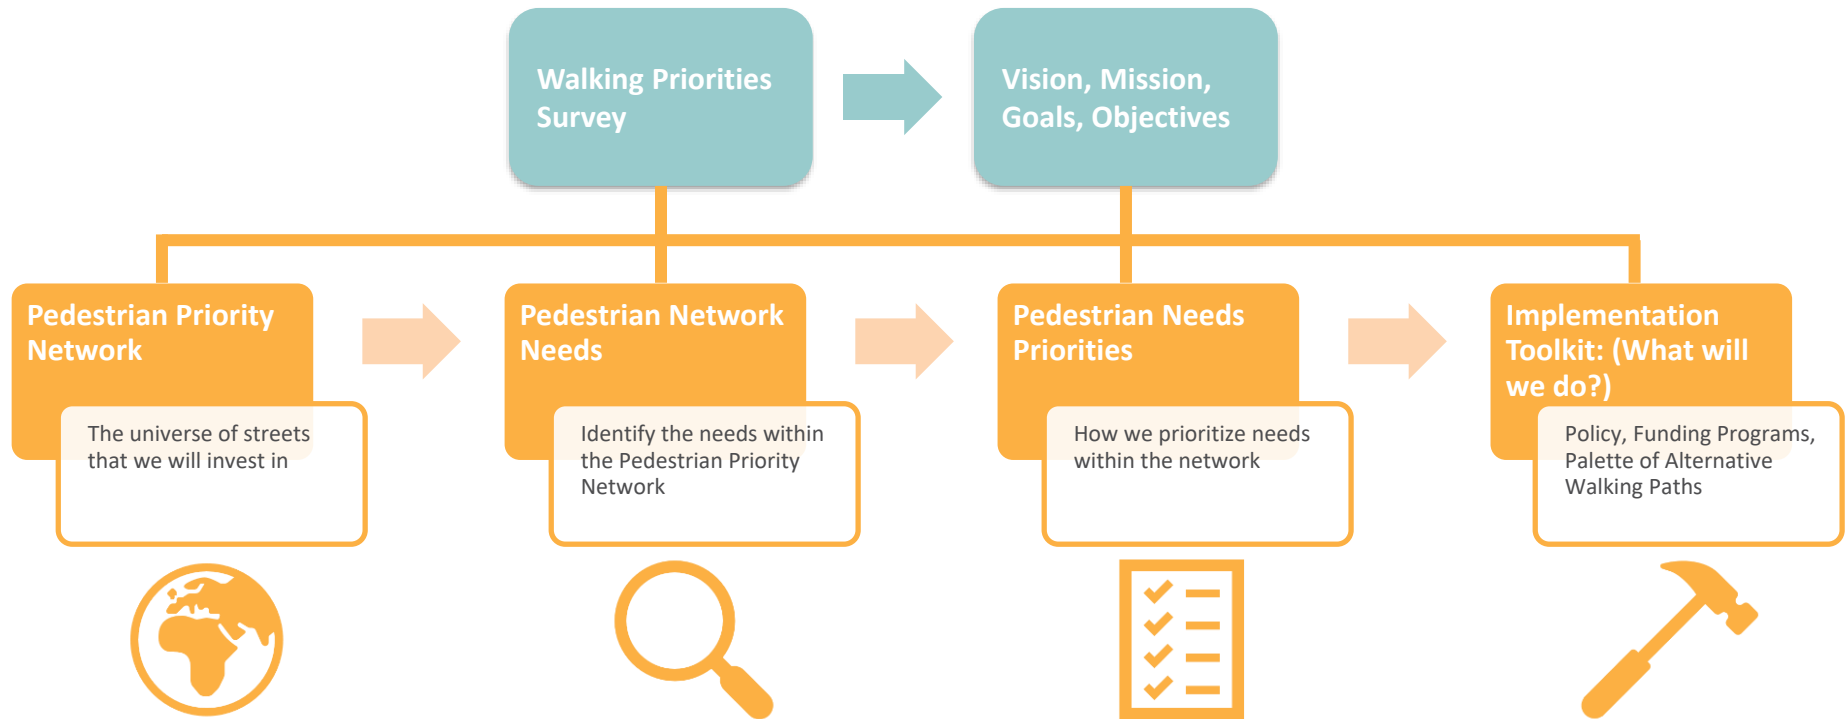 Walking Priorities
Survey
Vision, Mission,
Goals, Objectives
Pedestrian Priority
Network
The universe of streets
that we will invest in
Pedestrian Network
Needs
Identify the needs within
the Pedestrian Priority
Network
Pedestrian Needs
Priorities
How we prioritize needs
within the network
Implementation
Toolkit: (What will
we do?)
Policy, Funding Programs,
Palette of Alternative
Walking Paths